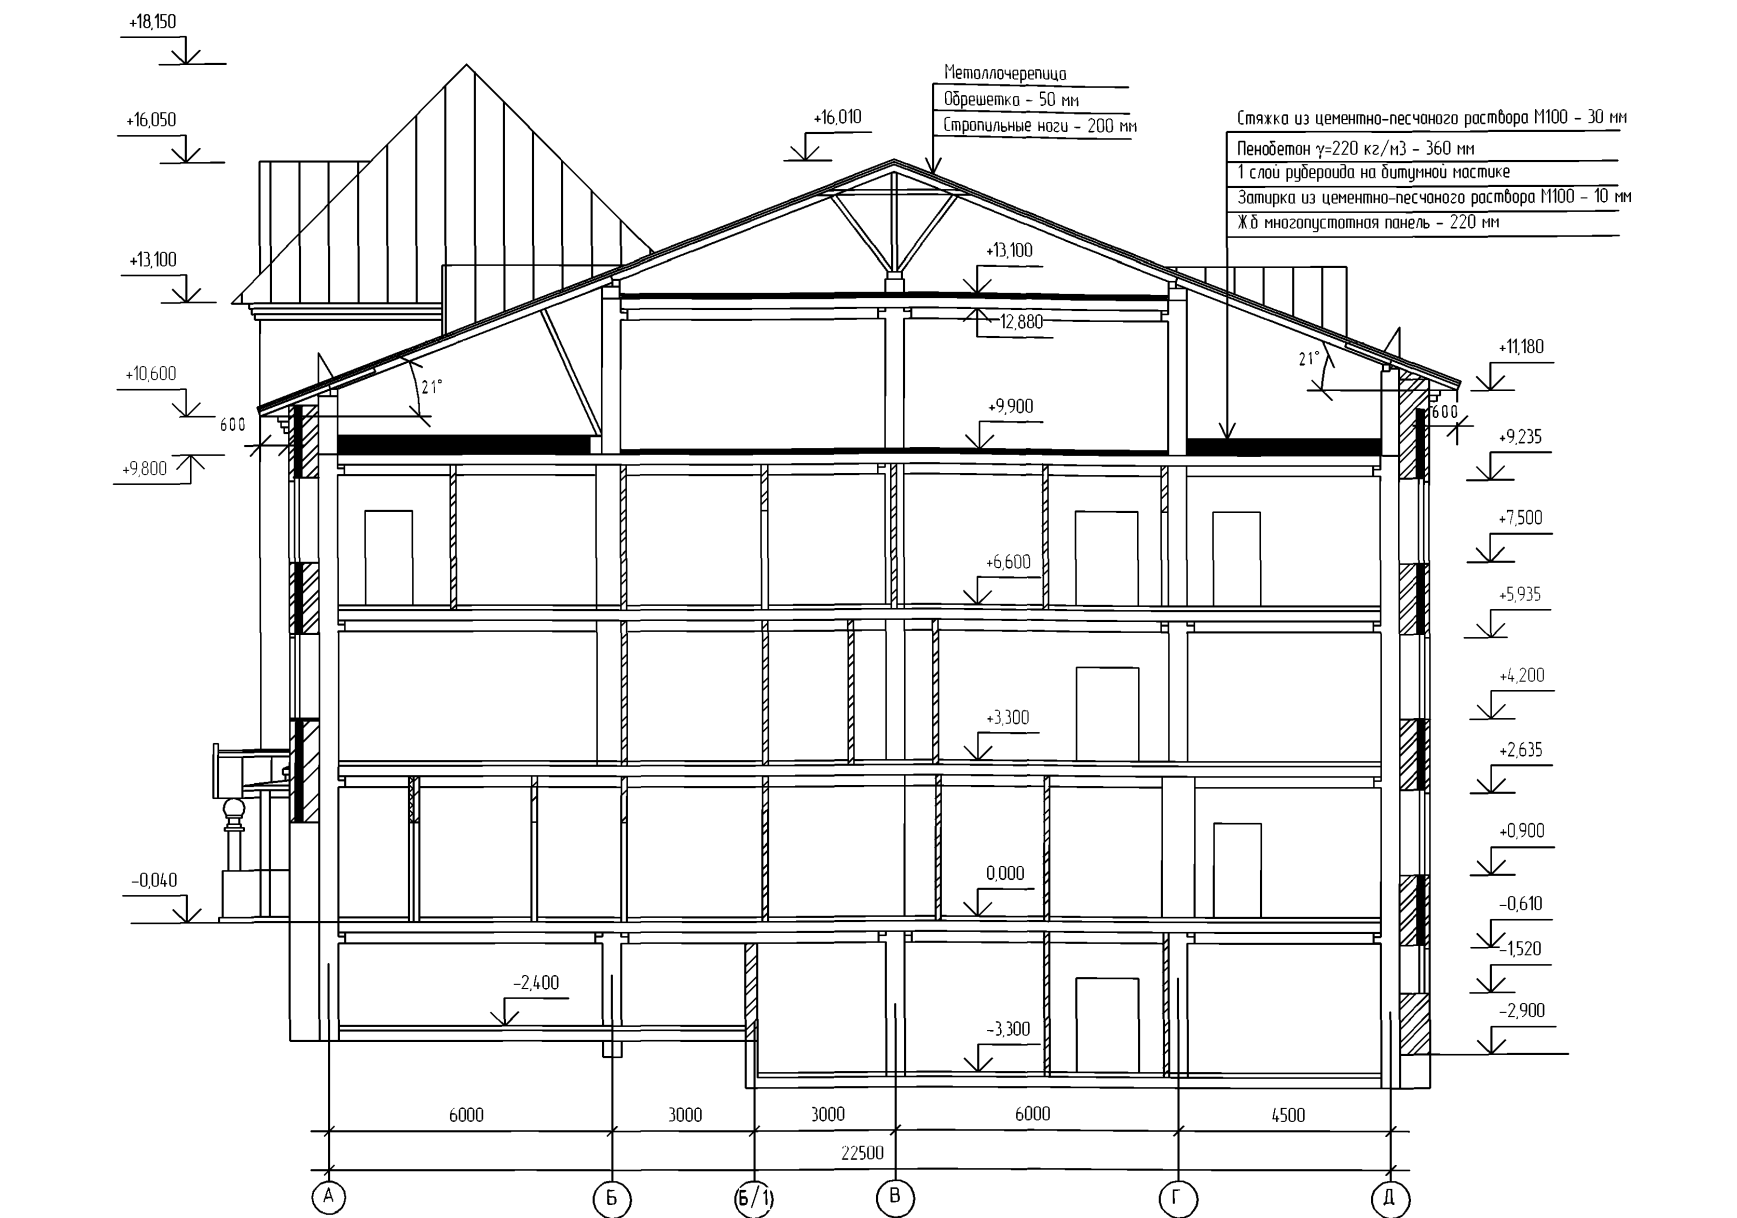 +18,150
Металлочерепица
Обрешетка - 50 мм
Стропильные ноги - 200 мм
+16,050
+16,010
Стяжка из цементно-песчаного раствора М100 - 30 мм
Пенобетон γ=220 кг/м3 - 360 мм
1 слой рубероида на битумной мастике
Затирка из цементно-песчаного раствора М100 - 10 мм
Жб многопустотная панель - 220 мм
+13,100
+13,100
12,880
+11,180
+10,600
21°
21°
600
600
+9,900
+9,800
+9,235
+7,500
+6,600
+5,935
+4,200
+3,300
+2,635
+0,900
-0,040
0,000
-0,610
-1,520
-2,400
-3,300
-2,900
6000
3000
3000
6000
4500
22500
А
Б
Б/1
В
Г
Д